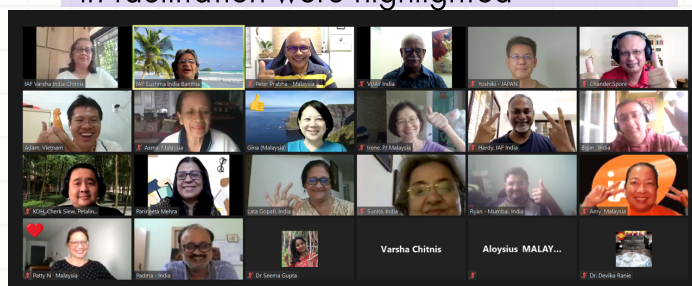 in facilitation were highlighted
IAF Varsha India Chitnis
IAF Sushma India Banthia
Peter Prabha - Malaysia
VIJAY India
Yoshiki - JAPAN
Chander,Spore
Adam, Vietnam
Asma, Malaysia
Gina (Malaysia)
Irene, PJ Malaysia
Hardy, IAF India
India
KOH, Cherk Siew, Petalin...
Parineeta Mehra
Lata Gopati, India
Sunita, India
Ryan - Mumbai, India
Amy, Malaysia
Patty N - Malaysia
Padma - India
Dr Seema Gupta
Varsha Chitnis
Aloysius MALAY...
Dr. Devika Ranie